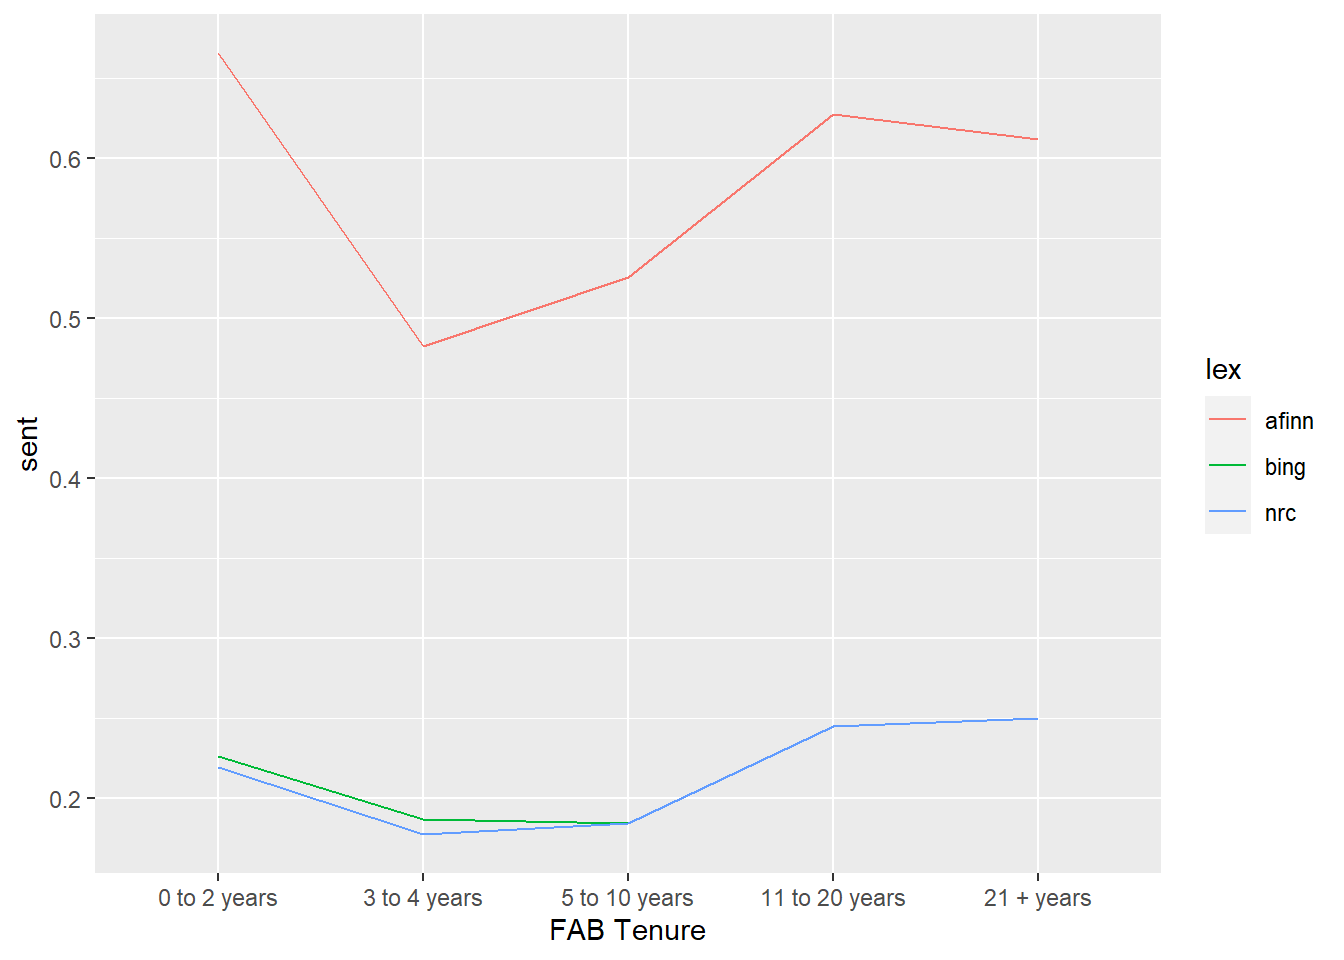 0.6
0.5
0.4
0.3
0.2
sent
0 to 2 years
3 to 4 years
5 to 10 years
11 to 20 years
21 + years
FAB Tenure
lex
afinn
bing
nrc